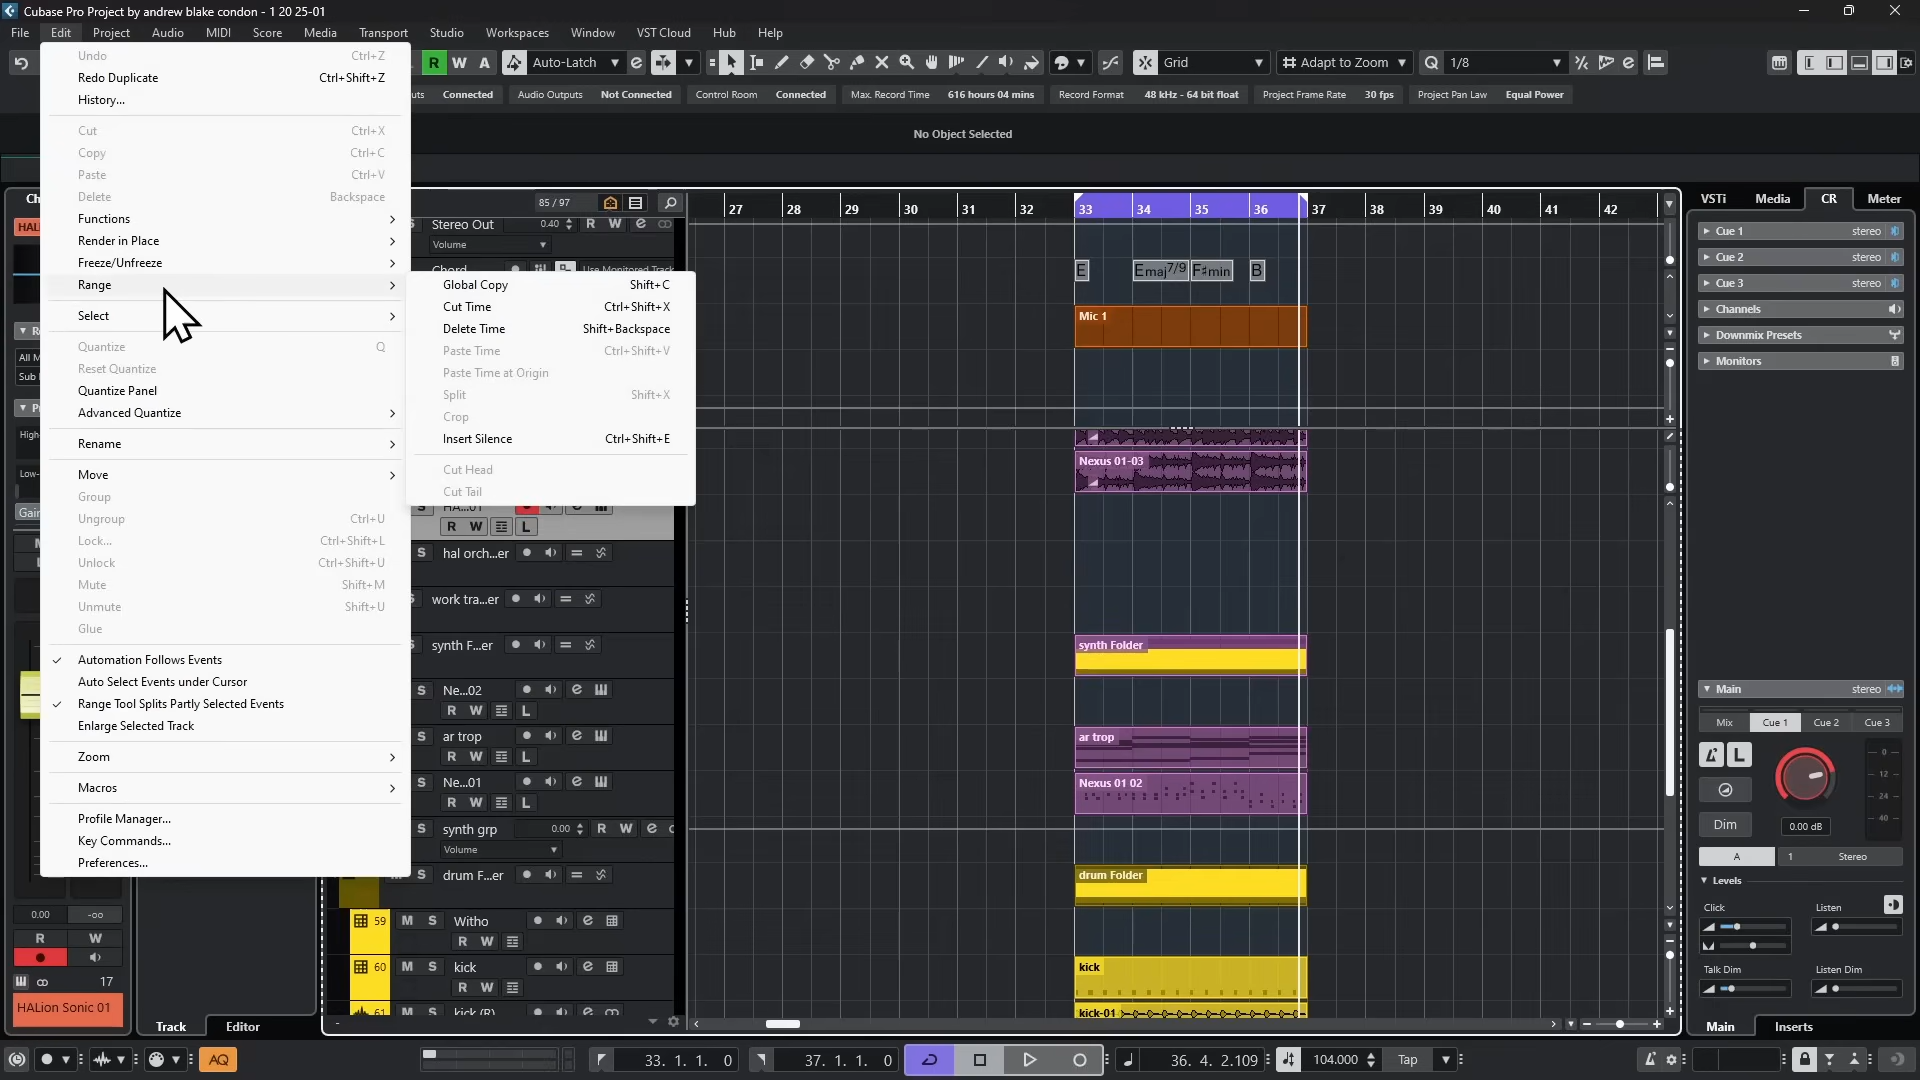 Cubase Pro Project by andrew blake condon - 1 20 25-01
File Edit Project Audio MIDI Score Media Transport Studio Workspaces Window VST Cloud Hub Help
R W A Auto-Latch Grid Adapt to Zoom Q 1/8
Connected Audio Outputs Not Connected Control Room Connected Max. Record Time 616 hours 04 mins Record Format 48 kHz - 64 bit float Project Frame Rate 30 fps Project Pan Law Equal Power
No Object Selected
Undo Ctrl+Z
Redo Duplicate Ctrl+Shift+Z
History...
Cut Ctrl+X
Copy Ctrl+C
Paste Ctrl+V
Delete Backspace
Functions
Render in Place
Freeze/Unfreeze
Range
Select
Quantize Q
Reset Quantize
Quantize Panel
Advanced Quantize
Rename
Move
Group
Ungroup Ctrl+U
Lock... Ctrl+Shift+L
Unlock Ctrl+Shift+U
Mute Shift+M
Unmute Shift+U
Glue
Automation Follows Events
Auto Select Events under Cursor
Range Tool Splits Partly Selected Events
Enlarge Selected Track
Zoom
Macros
Profile Manager...
Key Commands...
Preferences...
Global Copy Shift+C
Cut Time Ctrl+Shift+X
Delete Time Shift+Backspace
Paste Time Ctrl+Shift+V
Paste Time at Origin
Split Shift+X
Crop
Insert Silence Ctrl+Shift+E
Cut Head
Cut Tail
85 / 97
Stereo Out 0.40 R W
Volume
Chord Use Monitored
R W L
S hal orch...er
work tra...er
synth F...er
S Ne...02
R W L
S ar trop
R W L
S Ne...01
R W L
S synth grp 0.00 R W
Volume
S drum F...er
59 M S Witho
R W
60 M S kick
R W
61 M S kick (R)
27 28 29 30 31 32 33 34 35 36 37 38 39 40 41 42
E Emaj7/9 F♯min B
Mic 1
Nexus 01-03
synth Folder
ar trop
Nexus 01 02
drum Folder
kick
kick-01
VSTi Media CR Meter
Cue 1 stereo
Cue 2 stereo
Cue 3 stereo
Channels
Downmix Presets
Monitors
Main stereo
Mix Cue 1 Cue 2 Cue 3
L
0
12
24
40
Dim 0.00 dB
A 1 Stereo
Levels
Click Listen
Talk Dim Listen Dim
Main Inserts
0.00 -oo
R W
17
HALion Sonic 01
Track Editor
AQ 33. 1. 1. 0 37. 1. 1. 0 36. 4. 2.109 104.000 Tap